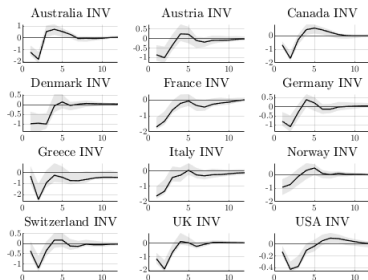 Australia INV
Austria INV
Canada INV
1
0
-1
-2
0.5
0
-0.5
-1
0
-1
-2
0 5 10
0 5 10
0 5 10
Denmark INV
France INV
Germany INV
0.5
0
-0.5
-1
0
-1
-2
0.5
0
-0.5
-1
0 5 10
0 5 10
0 5 10
Greece INV
Italy INV
Norway INV
0
-1
-2
0
-1
-2
0
-1
-2
0 5 10
0 5 10
0 5 10
Switzerland INV
UK INV
USA INV
0.5
0
-0.5
-1
0
-1
-2
0
-0.2
-0.4
0 5 10
0 5 10
0 5 10